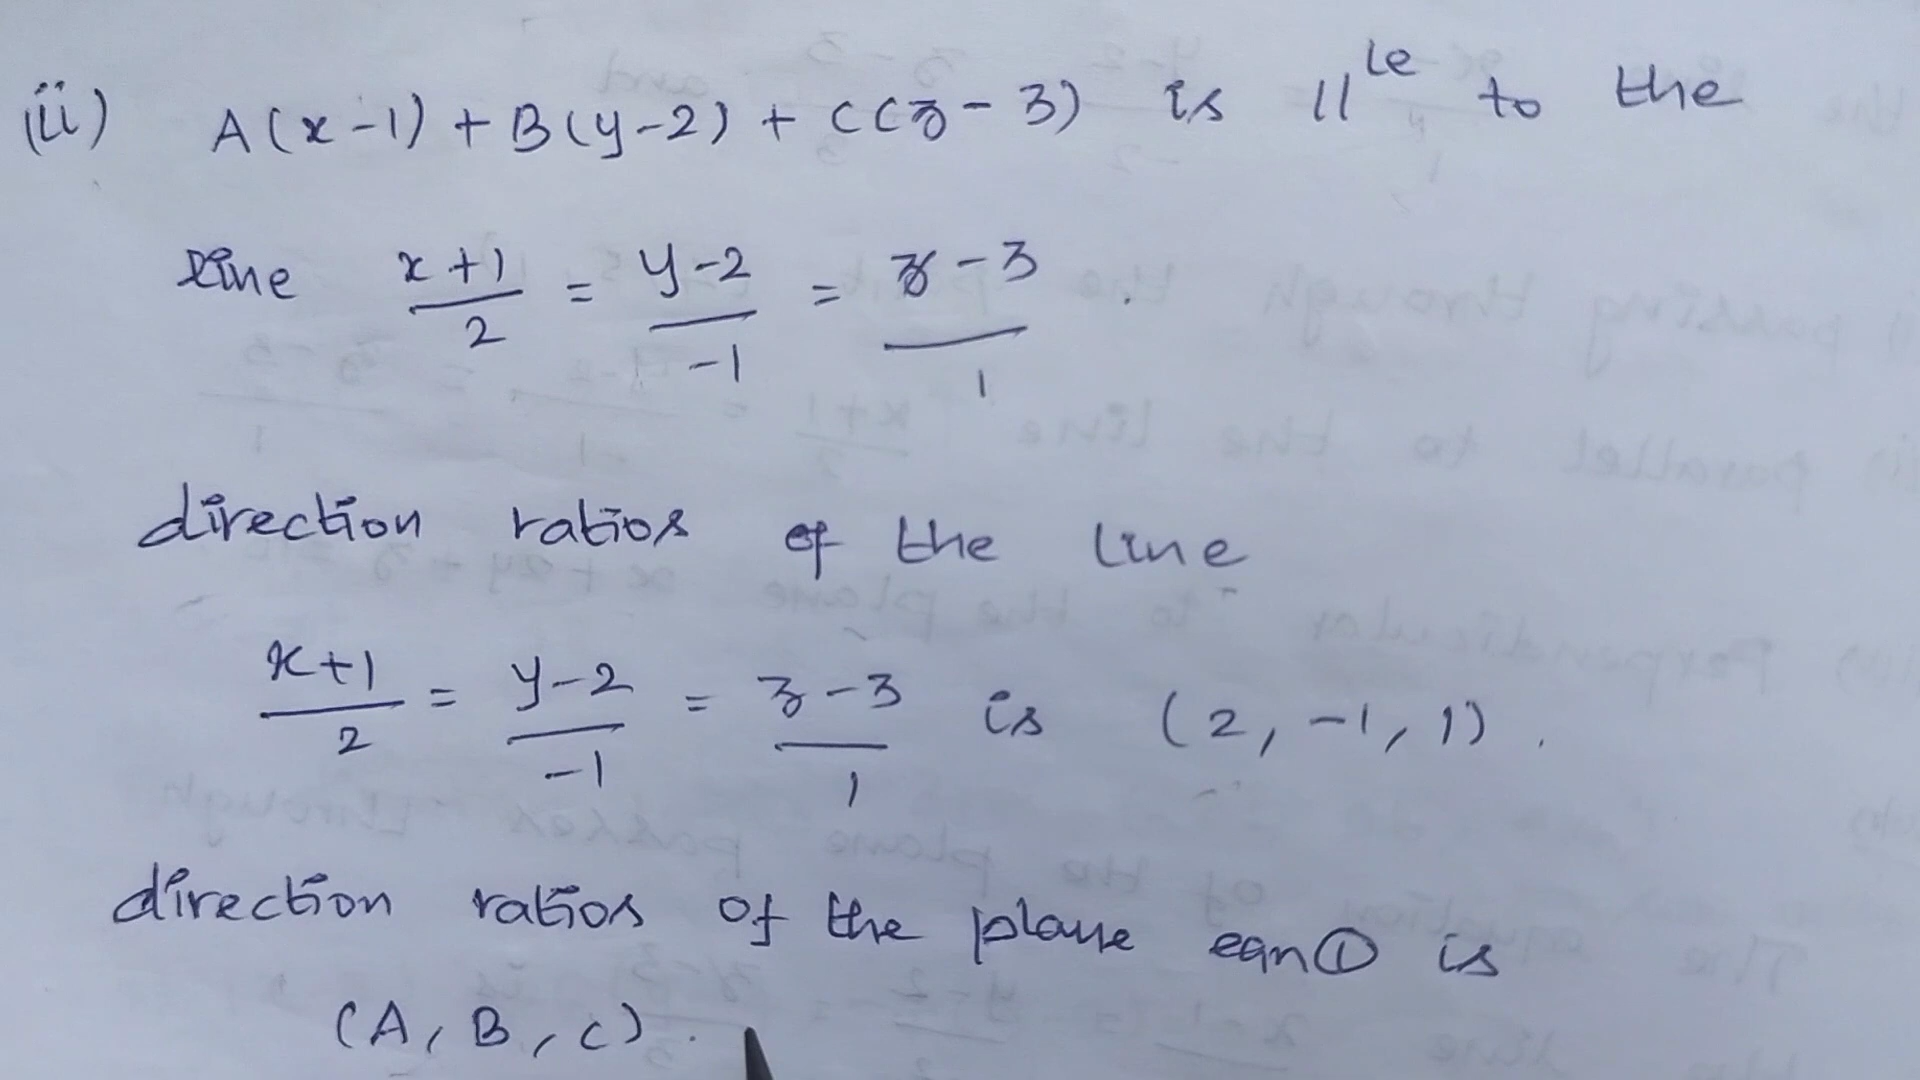 (ii) A(x-1) + B(y-2) + C(z-3) is ||le to the
line x+1/2 = y-2/-1 = z-3/1 .
direction ratios of the line
x+1/2 = y-2/-1 = z-3/1 is (2, -1, 1) .
direction ratios of the plane eqn ① is
(A, B, C) .